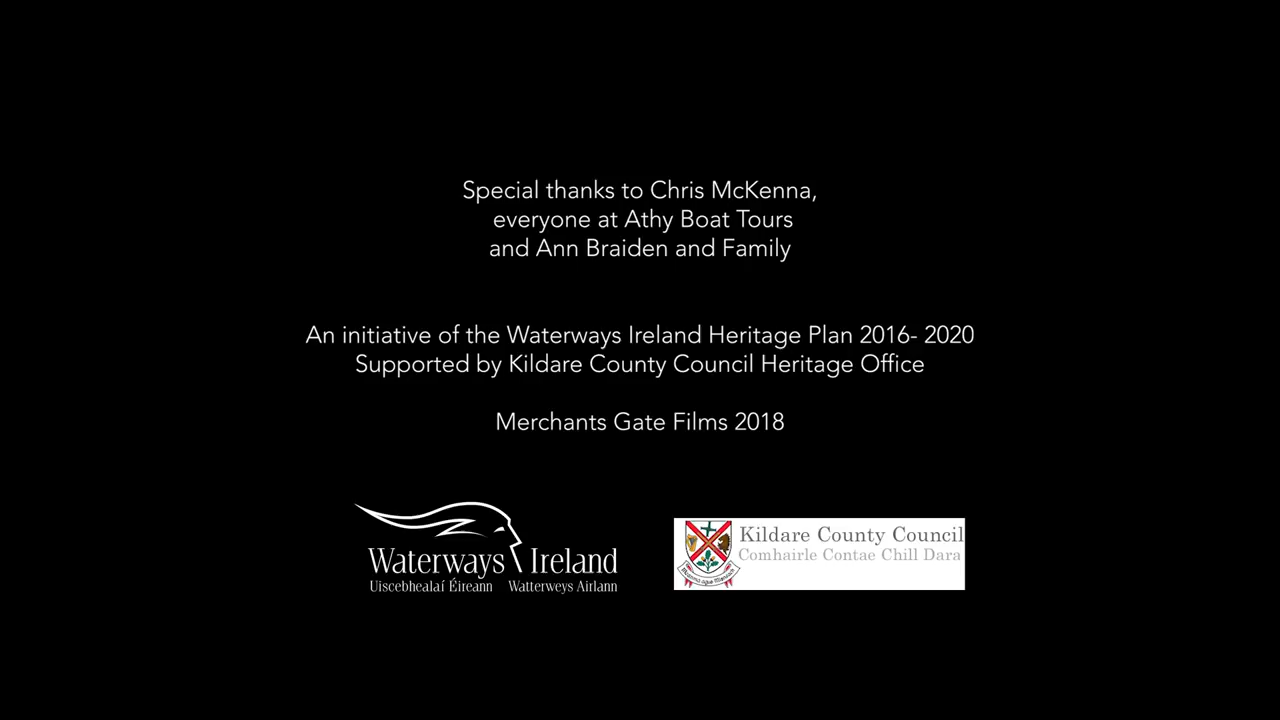 Special thanks to Chris McKenna,
everyone at Athy Boat Tours
and Ann Braiden and Family
An initiative of the Waterways Ireland Heritage Plan 2016- 2020
Supported by Kildare County Council Heritage Office
Merchants Gate Films 2018
Waterways Ireland
Uiscebhealaí Éireann Watterweys Airlann
Kildare County Council
Comhairle Contae Chill Dara